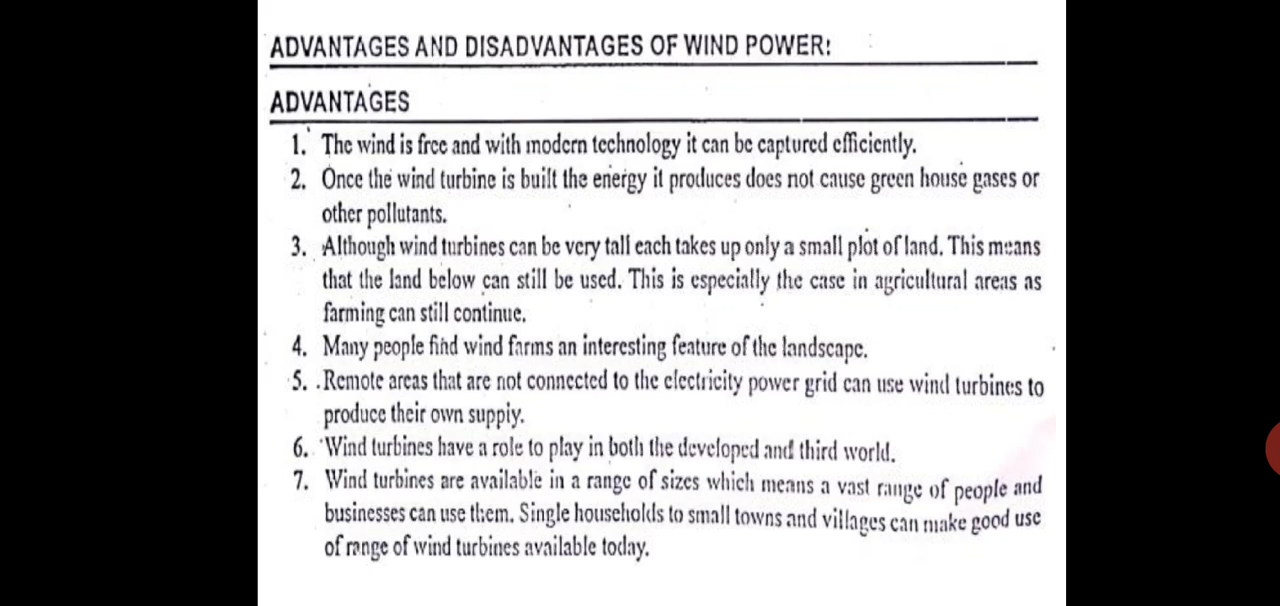 ADVANTAGES AND DISADVANTAGES OF WIND POWER:
ADVANTAGES
1. The wind is free and with modern technology it can be captured efficiently.
2. Once the wind turbine is built the energy it produces does not cause green house gases or
other pollutants.
3. Although wind turbines can be very tall each takes up only a small plot of land. This means
that the land below can still be used. This is especially the case in agricultural areas as
farming can still continue.
4. Many people find wind farms an interesting feature of the landscape.
5. Remote areas that are not connected to the electricity power grid can use wind turbines to
produce their own supply.
6. Wind turbines have a role to play in both the developed and third world.
7. Wind turbines are available in a range of sizes which means a vast range of people and
businesses can use them. Single households to small towns and villages can make good use
of range of wind turbines available today.